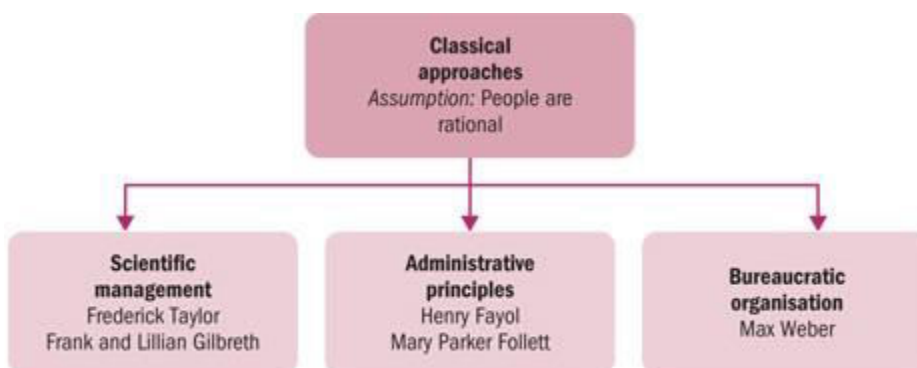 Classical
approaches
Assumption: People are
rational
Scientific
management
Frederick Taylor
Frank and Lillian Gilbreth
Administrative
principles
Henry Fayol
Mary Parker Follett
Bureaucratic
organisation
Max Weber